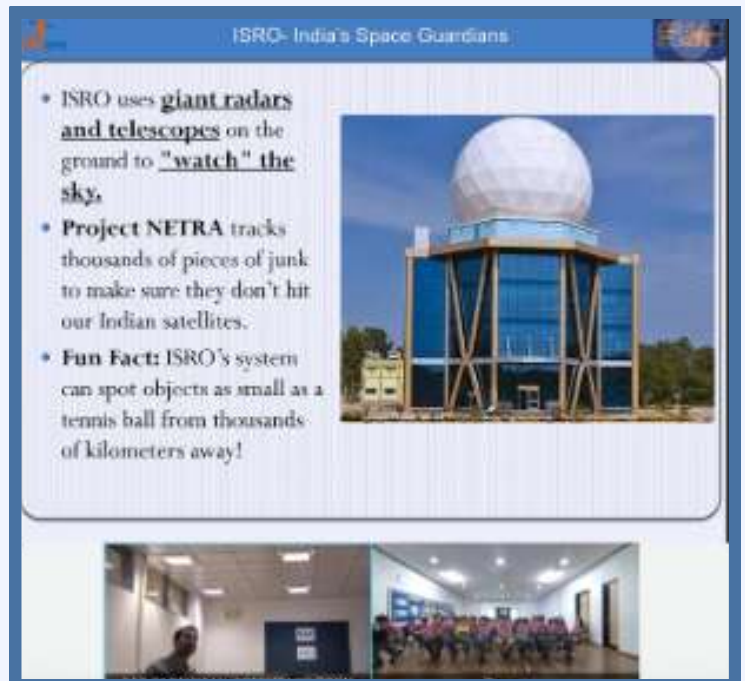 ISRO- India's Space Guardians
• ISRO uses giant radars
and telescopes on the
ground to "watch" the
sky.
• Project NETRA tracks
thousands of pieces of junk
to make sure they don't hit
our Indian satellites.
• Fun Fact: ISRO's system
can spot objects as small as a
tennis ball from thousands
of kilometers away!